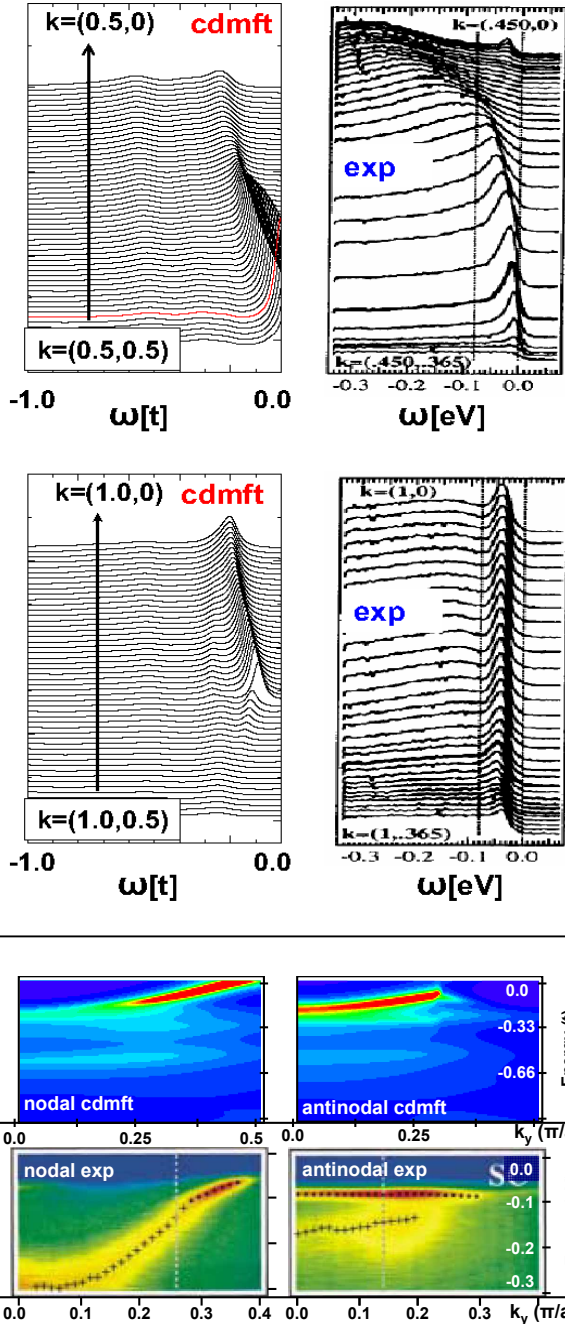 k=(0.5,0) cdmft
k=(0.5,0.5)
-1.0 0.0
ω[t]
k=(.450,0)
exp
k=(.450,.365)
-0.3 -0.2 -0.1 0.0
ω[eV]
k=(1.0,0) cdmft
k=(1.0,0.5)
-1.0 0.0
ω[t]
k=(1,0)
exp
k=(1,.365)
-0.3 -0.2 -0.1 0.0
ω[eV]
nodal cdmft
0.0 0.25 0.5
0.0
-0.33
-0.66
antinodal cdmft
0.0 0.25 k_y (π/a
nodal exp
0.0 0.1 0.2 0.3 0.4
antinodal exp
0.0
-0.1
-0.2
-0.3
0.0 0.1 0.2 0.3 k_y (π/a